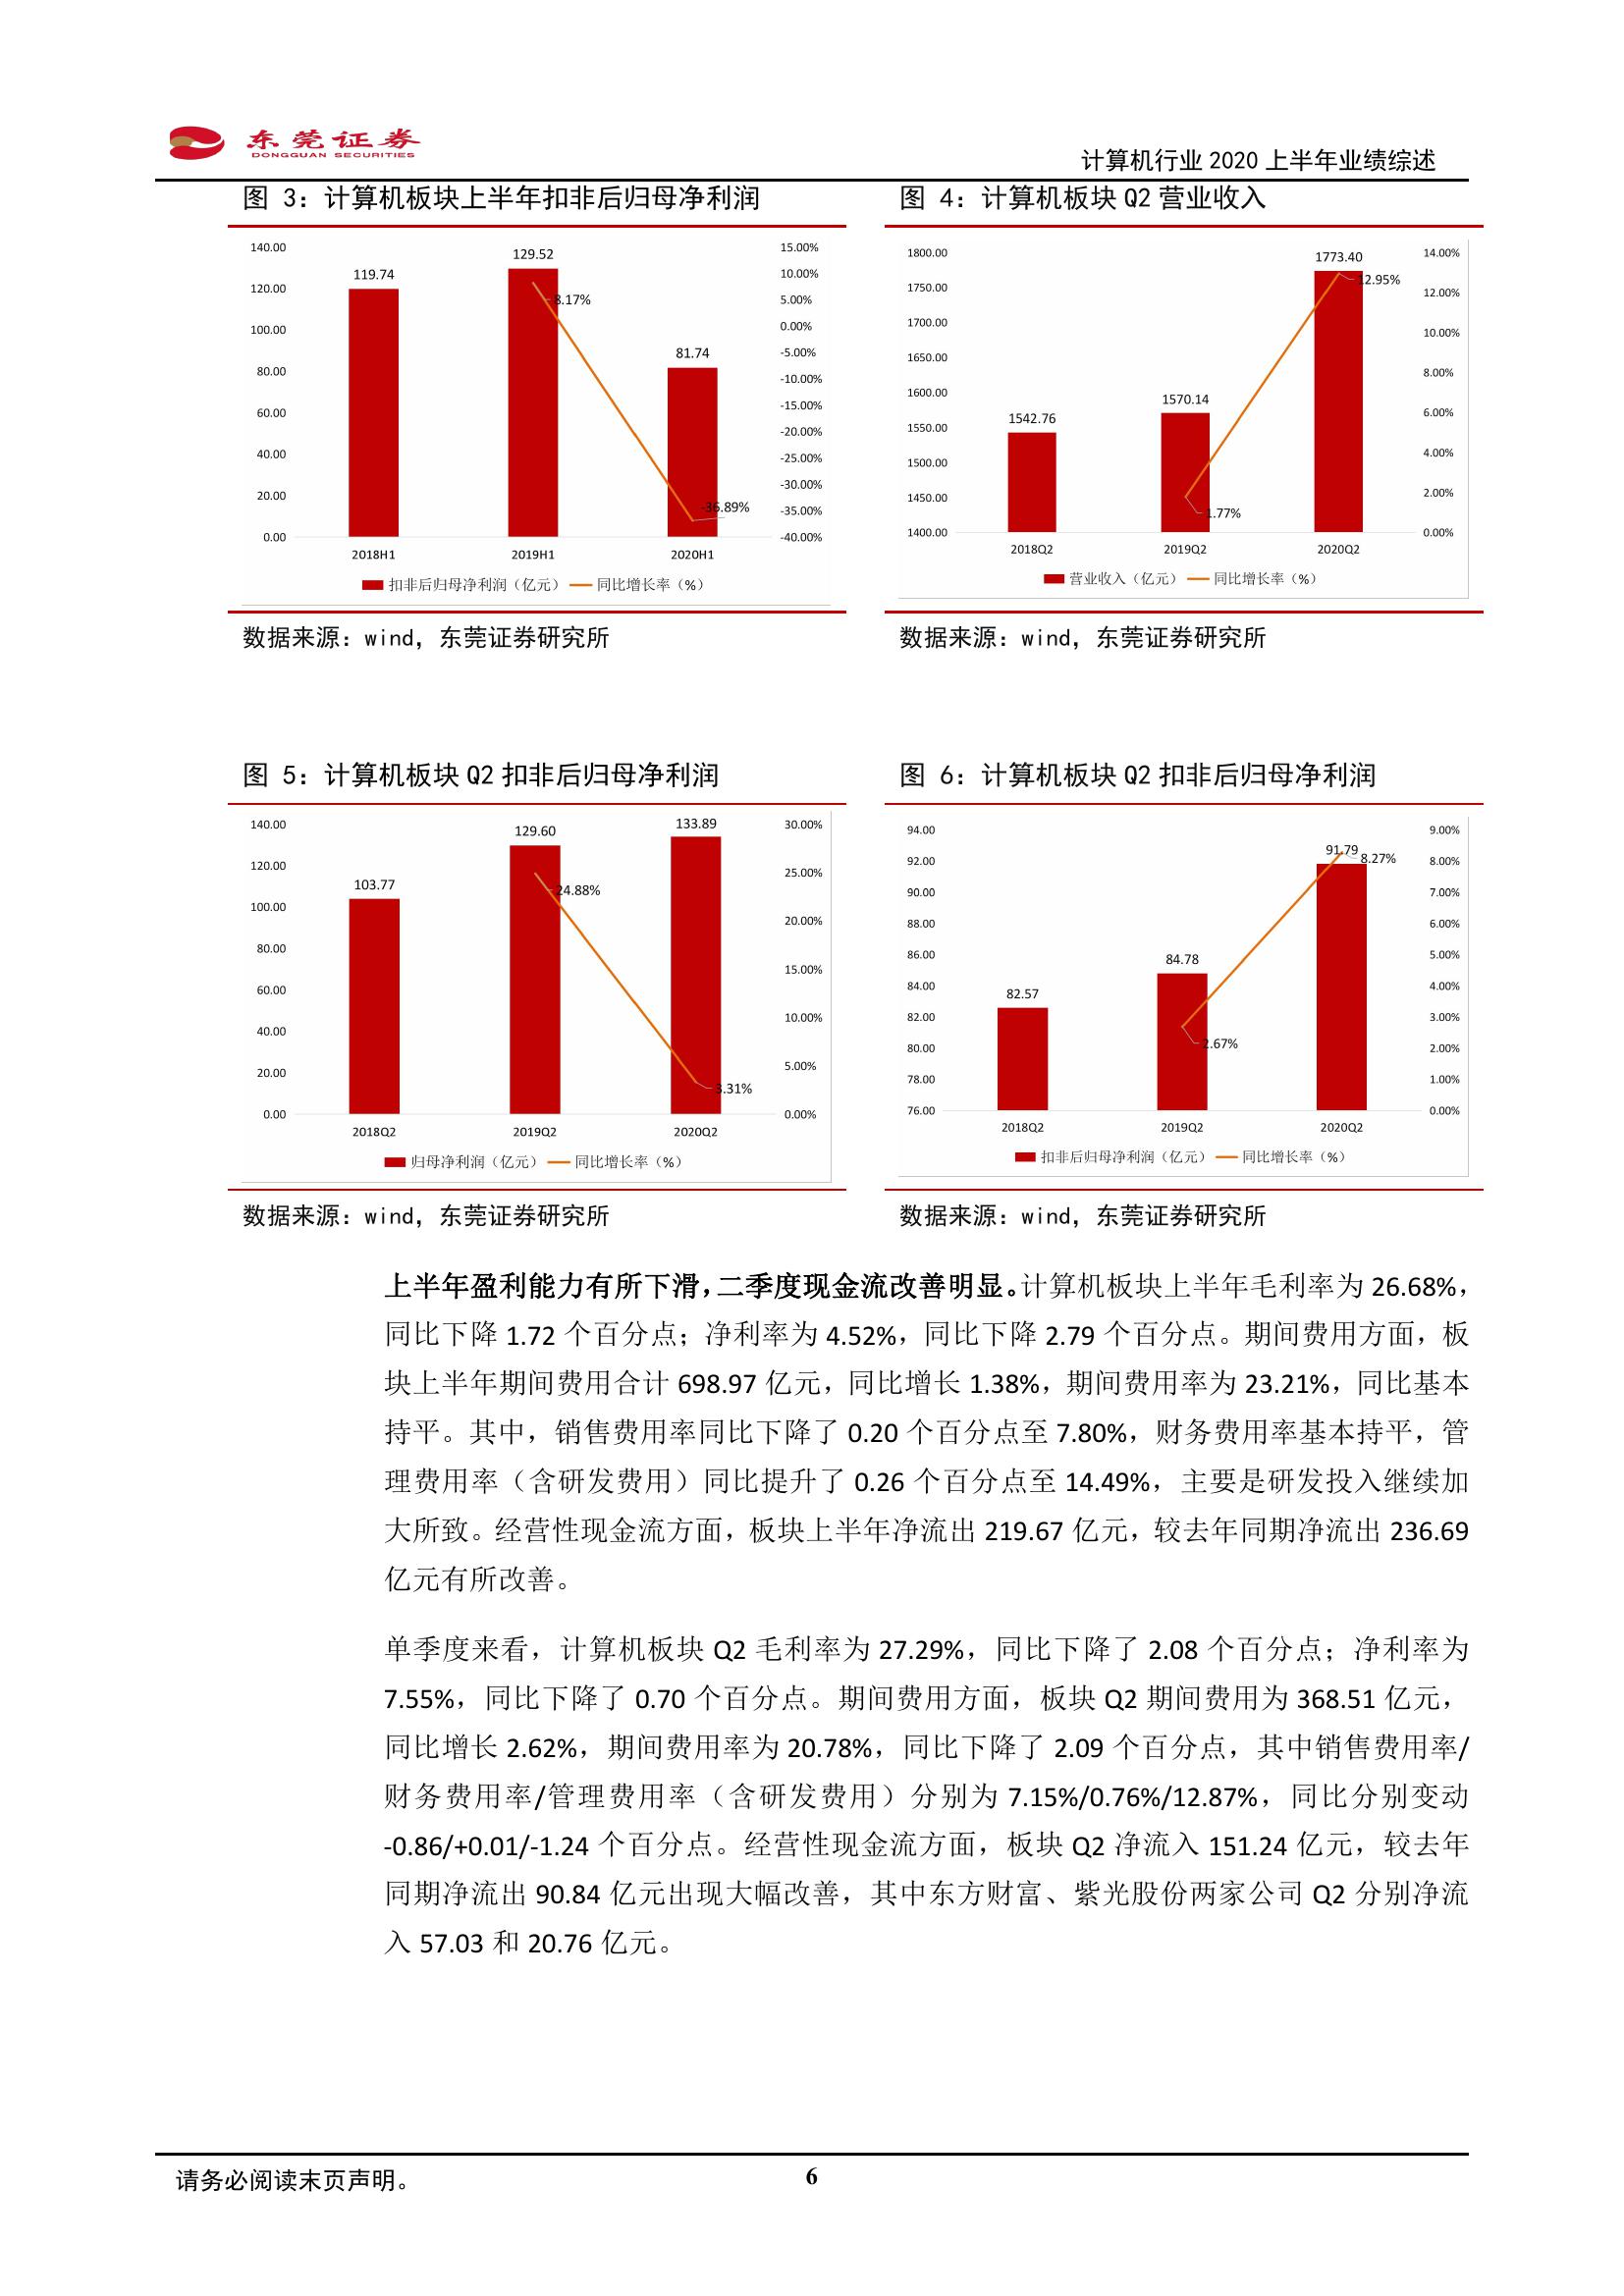 东莞证券
DONGGUAN SECURITIES
计算机行业 2020 上半年业绩综述
图 3：计算机板块上半年扣非后归母净利润
140.00
120.00
100.00
80.00
60.00
40.00
20.00
0.00
119.74
129.52
81.74
8.17%
-36.89%
15.00%
10.00%
5.00%
0.00%
-5.00%
-10.00%
-15.00%
-20.00%
-25.00%
-30.00%
-35.00%
-40.00%
2018H1 2019H1 2020H1
扣非后归母净利润（亿元） 同比增长率（%）
数据来源：wind，东莞证券研究所
图 4：计算机板块 Q2 营业收入
1800.00
1750.00
1700.00
1650.00
1600.00
1550.00
1500.00
1450.00
1400.00
1542.76
1570.14
1773.40
1.77%
12.95%
14.00%
12.00%
10.00%
8.00%
6.00%
4.00%
2.00%
0.00%
2018Q2 2019Q2 2020Q2
营业收入（亿元） 同比增长率（%）
数据来源：wind，东莞证券研究所
图 5：计算机板块 Q2 扣非后归母净利润
140.00
120.00
100.00
80.00
60.00
40.00
20.00
0.00
103.77
129.60
133.89
24.88%
3.31%
30.00%
25.00%
20.00%
15.00%
10.00%
5.00%
0.00%
2018Q2 2019Q2 2020Q2
归母净利润（亿元） 同比增长率（%）
数据来源：wind，东莞证券研究所
图 6：计算机板块 Q2 扣非后归母净利润
94.00
92.00
90.00
88.00
86.00
84.00
82.00
80.00
78.00
76.00
82.57
84.78
91.79
2.67%
8.27%
9.00%
8.00%
7.00%
6.00%
5.00%
4.00%
3.00%
2.00%
1.00%
0.00%
2018Q2 2019Q2 2020Q2
扣非后归母净利润（亿元） 同比增长率（%）
数据来源：wind，东莞证券研究所
上半年盈利能力有所下滑，二季度现金流改善明显。计算机板块上半年毛利率为 26.68%，
同比下降 1.72 个百分点；净利率为 4.52%，同比下降 2.79 个百分点。期间费用方面，板
块上半年期间费用合计 698.97 亿元，同比增长 1.38%，期间费用率为 23.21%，同比基本
持平。其中，销售费用率同比下降了 0.20 个百分点至 7.80%，财务费用率基本持平，管
理费用率（含研发费用）同比提升了 0.26 个百分点至 14.49%，主要是研发投入继续加
大所致。经营性现金流方面，板块上半年净流出 219.67 亿元，较去年同期净流出 236.69
亿元有所改善。
单季度来看，计算机板块 Q2 毛利率为 27.29%，同比下降了 2.08 个百分点；净利率为
7.55%，同比下降了 0.70 个百分点。期间费用方面，板块 Q2 期间费用为 368.51 亿元，
同比增长 2.62%，期间费用率为 20.78%，同比下降了 2.09 个百分点，其中销售费用率/
财务费用率/管理费用率（含研发费用）分别为 7.15%/0.76%/12.87%，同比分别变动
-0.86/+0.01/-1.24 个百分点。经营性现金流方面，板块 Q2 净流入 151.24 亿元，较去年
同期净流出 90.84 亿元出现大幅改善，其中东方财富、紫光股份两家公司 Q2 分别净流
入 57.03 和 20.76 亿元。
请务必阅读末页声明。
6